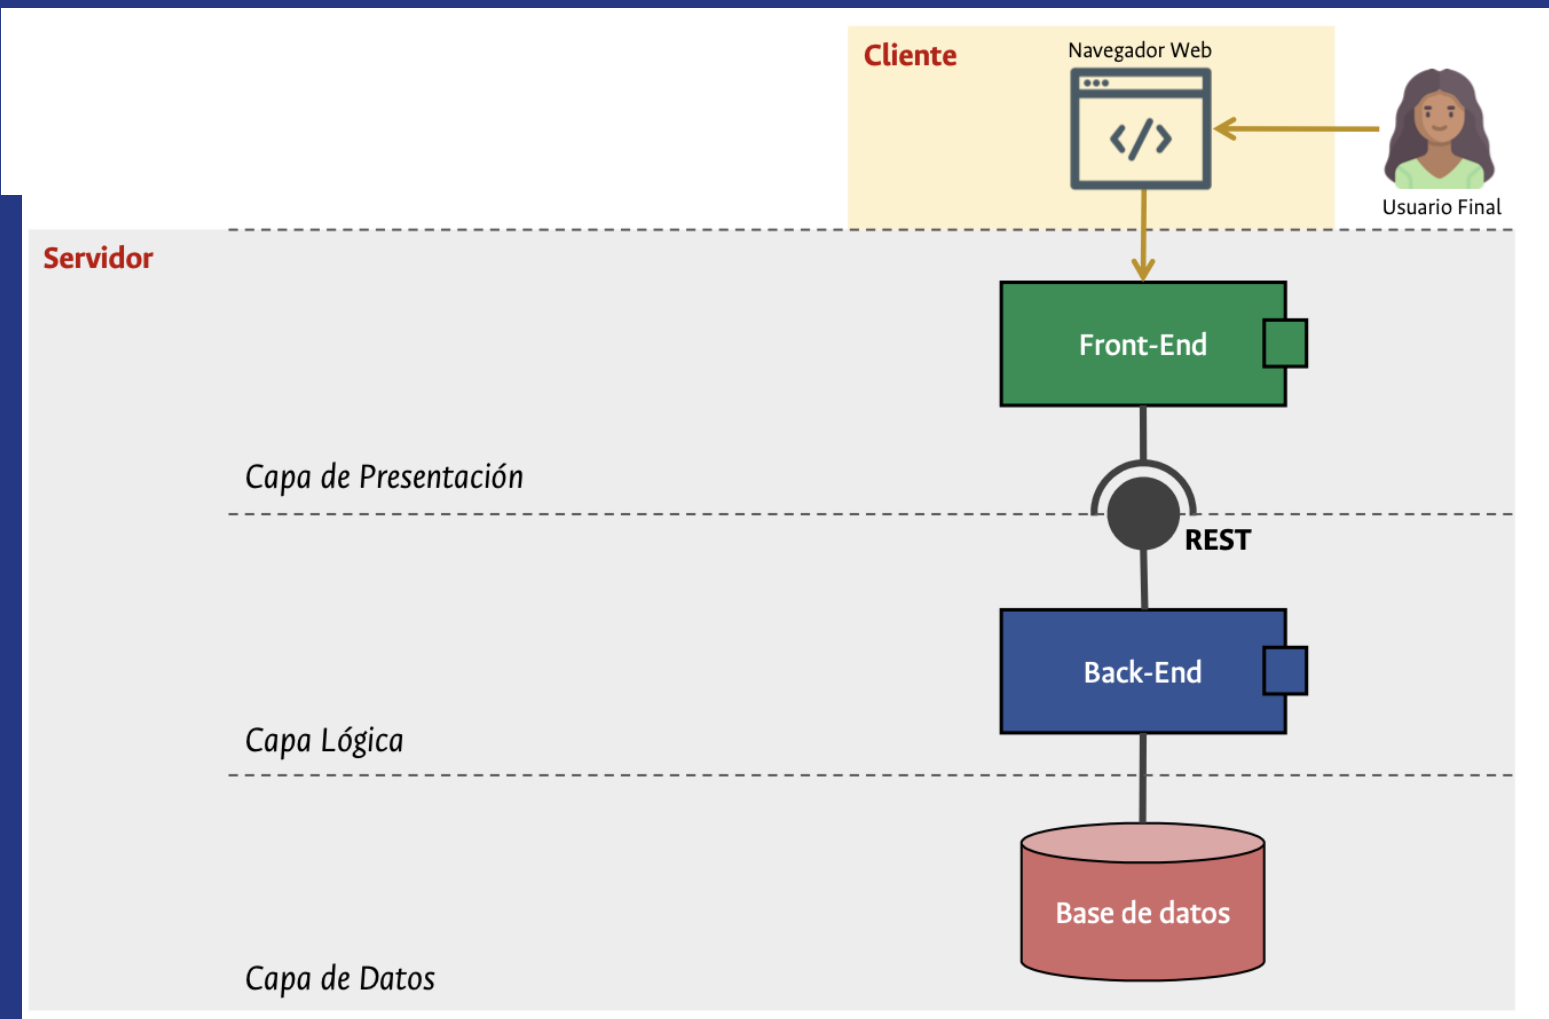 Cliente
Navegador Web
</>
Usuario Final
Servidor
Front-End
Capa de Presentación
REST
Back-End
Capa Lógica
Base de datos
Capa de Datos